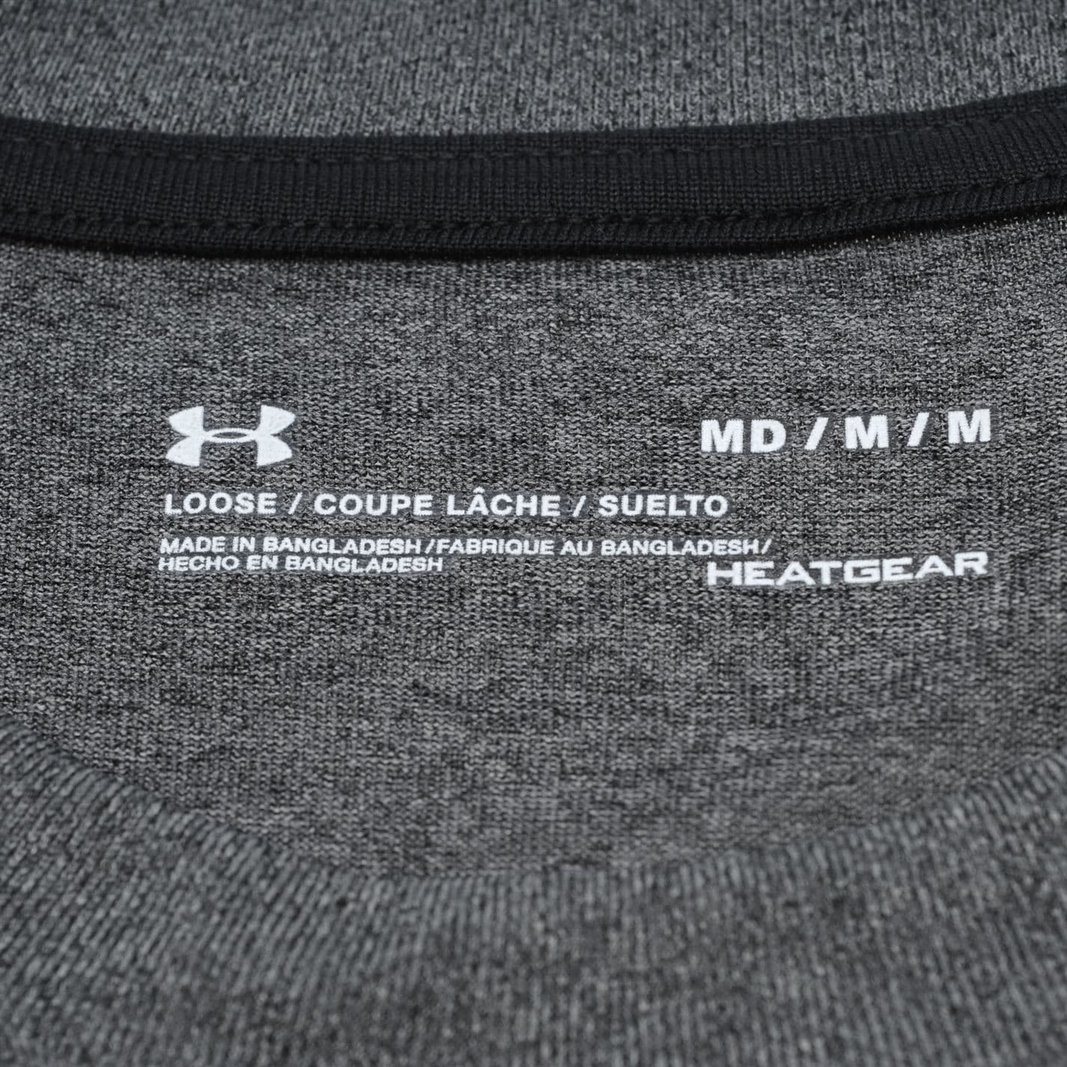 MD / M / M
LOOSE / COUPE LÂCHE / SUELTO
MADE IN BANGLADESH/FABRIQUE AU BANGLADESH/
HECHO EN BANGLADESH
HEATGEAR